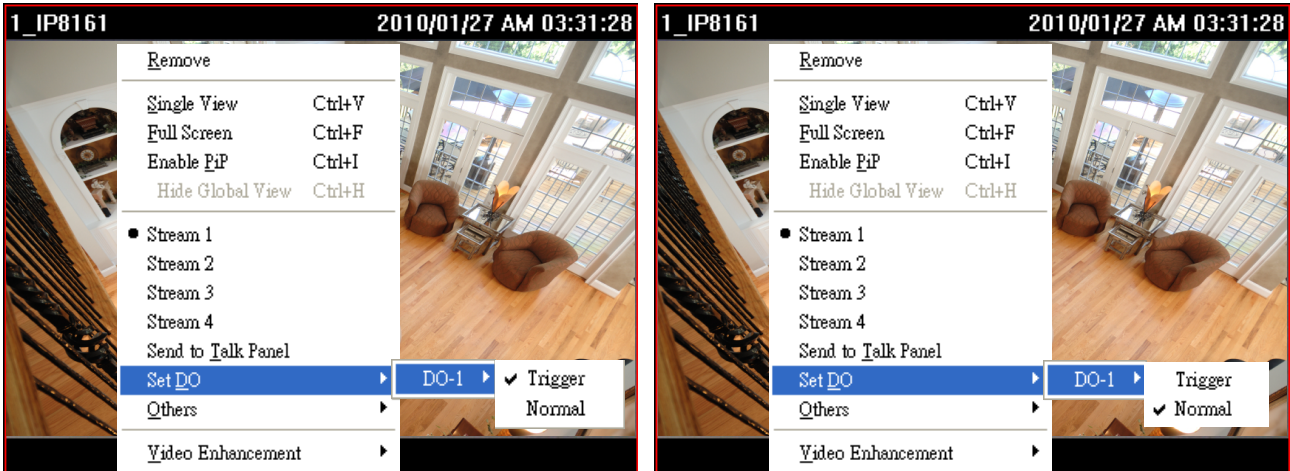 1_IP8161 2010/01/27 AM 03:31:28
Remove
Single View Ctrl+V
Full Screen Ctrl+F
Enable PiP Ctrl+I
Hide Global View Ctrl+H
Stream 1
Stream 2
Stream 3
Stream 4
Send to Talk Panel
Set DO DO-1 Trigger
Others Normal
Video Enhancement
1_IP8161 2010/01/27 AM 03:31:28
Remove
Single View Ctrl+V
Full Screen Ctrl+F
Enable PiP Ctrl+I
Hide Global View Ctrl+H
Stream 1
Stream 2
Stream 3
Stream 4
Send to Talk Panel
Set DO DO-1 Trigger
Others Normal
Video Enhancement